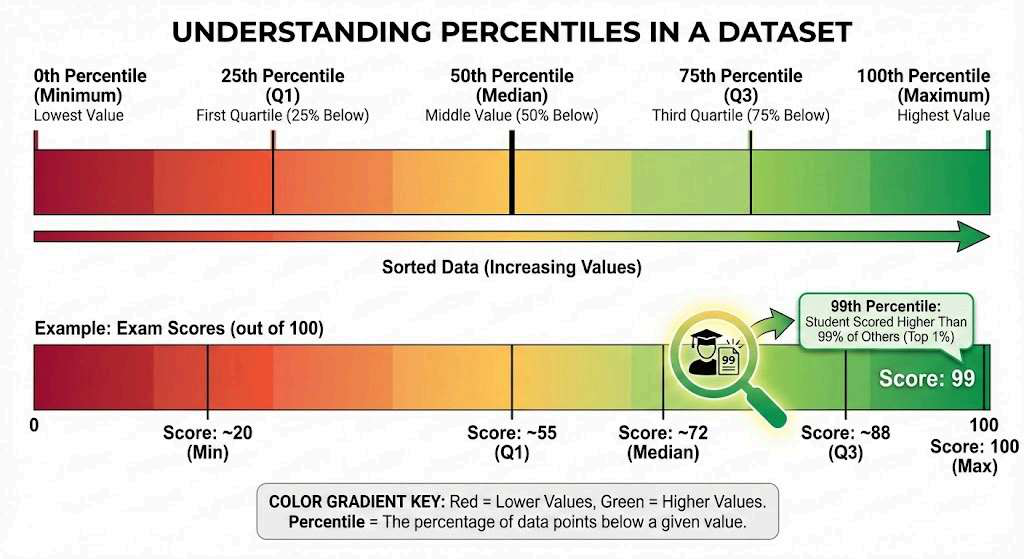 UNDERSTANDING PERCENTILES IN A DATASET
0th Percentile
(Minimum)
Lowest Value
25th Percentile
(Q1)
First Quartile (25% Below)
50th Percentile
(Median)
Middle Value (50% Below)
75th Percentile
(Q3)
Third Quartile (75% Below)
100th Percentile
(Maximum)
Highest Value
Sorted Data (Increasing Values)
Example: Exam Scores (out of 100)
99th Percentile:
Student Scored Higher Than
99% of Others (Top 1%)
99
Score: 99
0
Score: ~20
(Min)
Score: ~55
(Q1)
Score: ~72
(Median)
Score: ~88
(Q3)
100
Score: 100
(Max)
COLOR GRADIENT KEY: Red = Lower Values, Green = Higher Values.
Percentile = The percentage of data points below a given value.